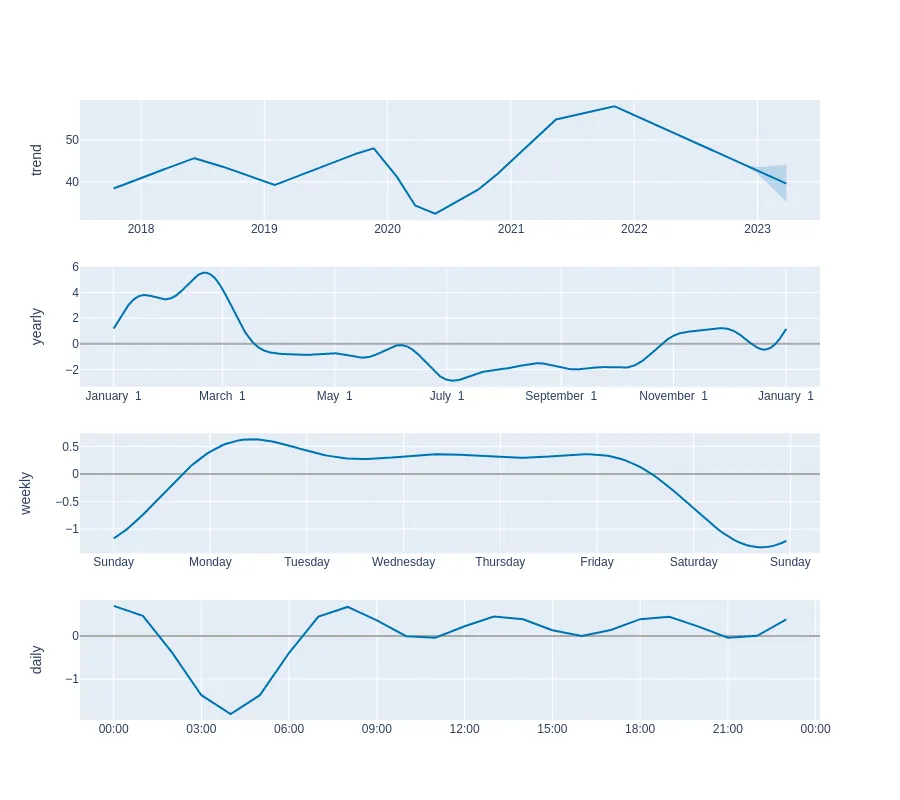 trend
50
40
2018 2019 2020 2021 2022 2023
yearly
6
4
2
0
−2
January 1 March 1 May 1 July 1 September 1 November 1 January 1
weekly
0.5
0
−0.5
−1
Sunday Monday Tuesday Wednesday Thursday Friday Saturday Sunday
daily
0
−1
00:00 03:00 06:00 09:00 12:00 15:00 18:00 21:00 00:00